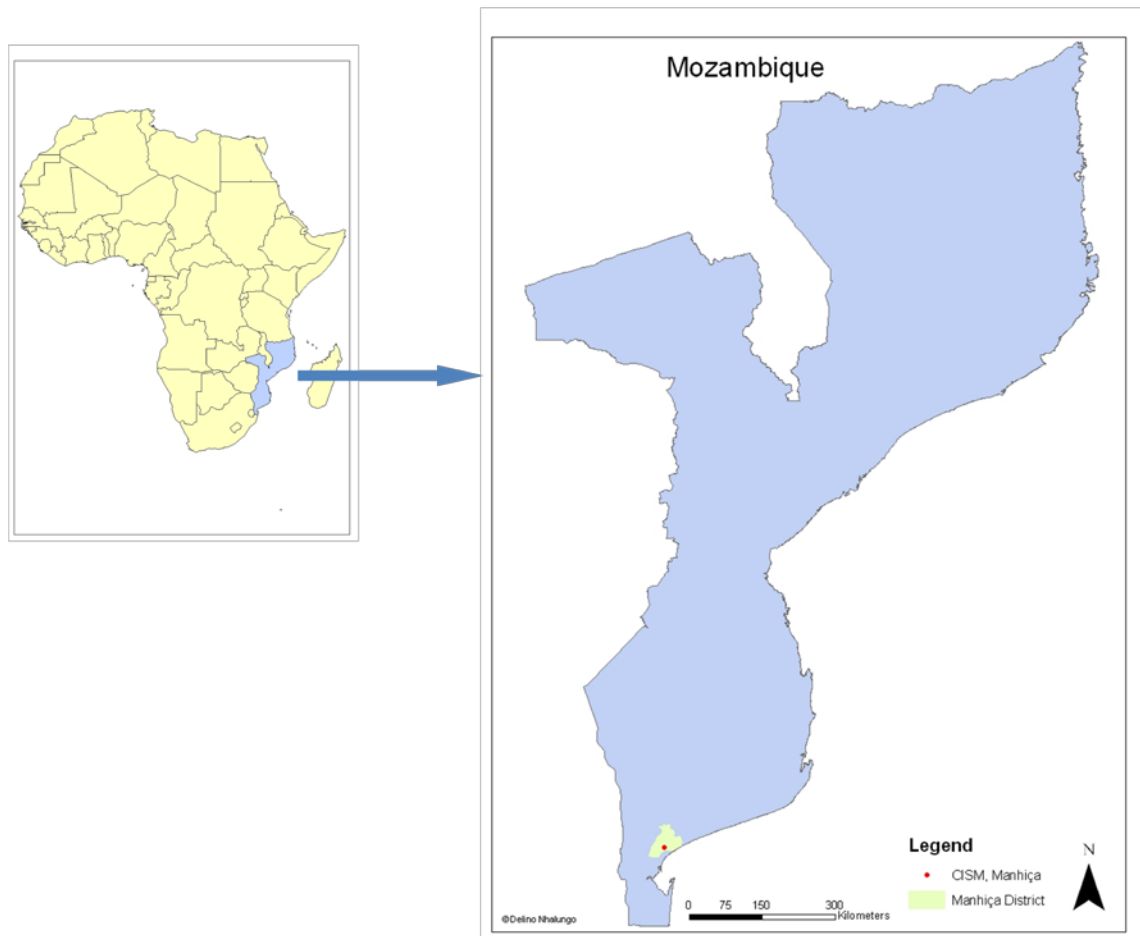 Mozambique
Legend
CISM, Manhiça
Manhiça District
N
0 75 150 300
Kilometers
©Delino Nhalungo